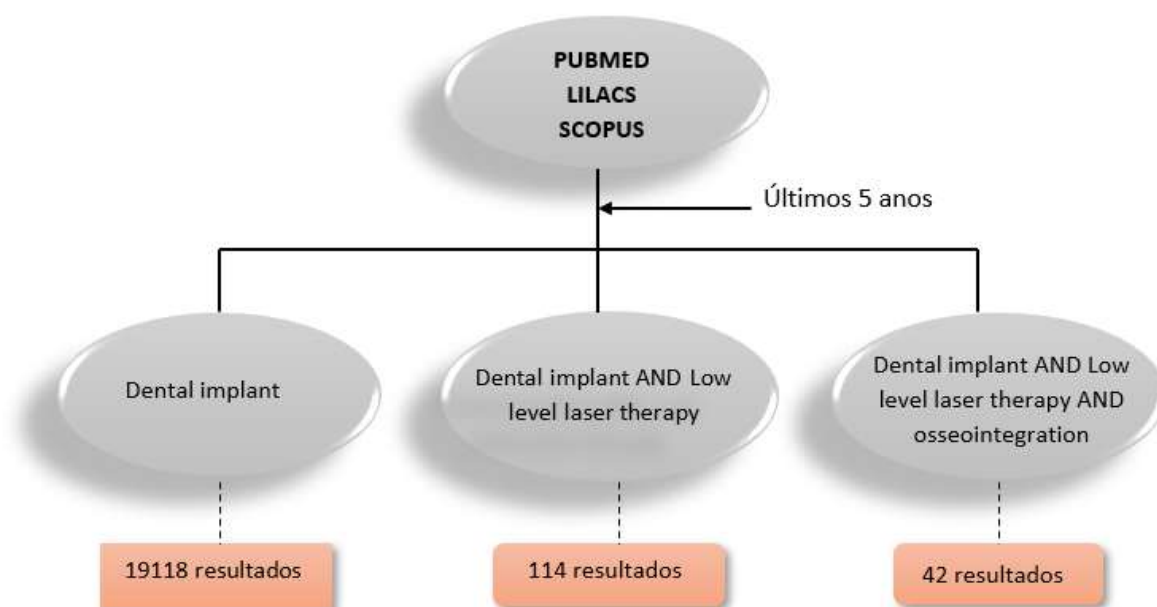 PUBMED
LILACS
SCOPUS
Últimos 5 anos
Dental implant
Dental implant AND Low
level laser therapy
Dental implant AND Low
level laser therapy AND
osseointegration
19118 resultados
114 resultados
42 resultados